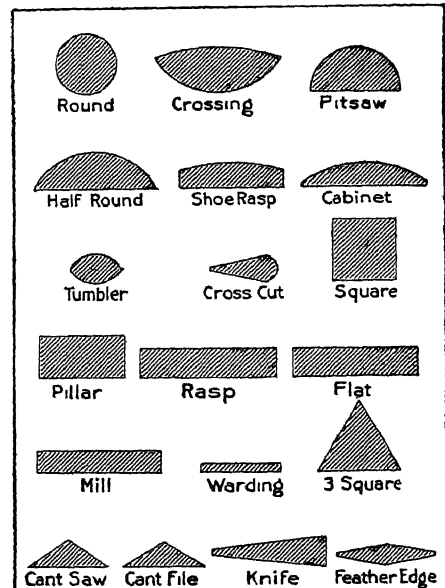 Round Crossing Pitsaw
Half Round Shoe Rasp Cabinet
Tumbler Cross Cut Square
Pillar Rasp Flat
Mill Warding 3 Square
Cant Saw Cant File Knife Feather Edge